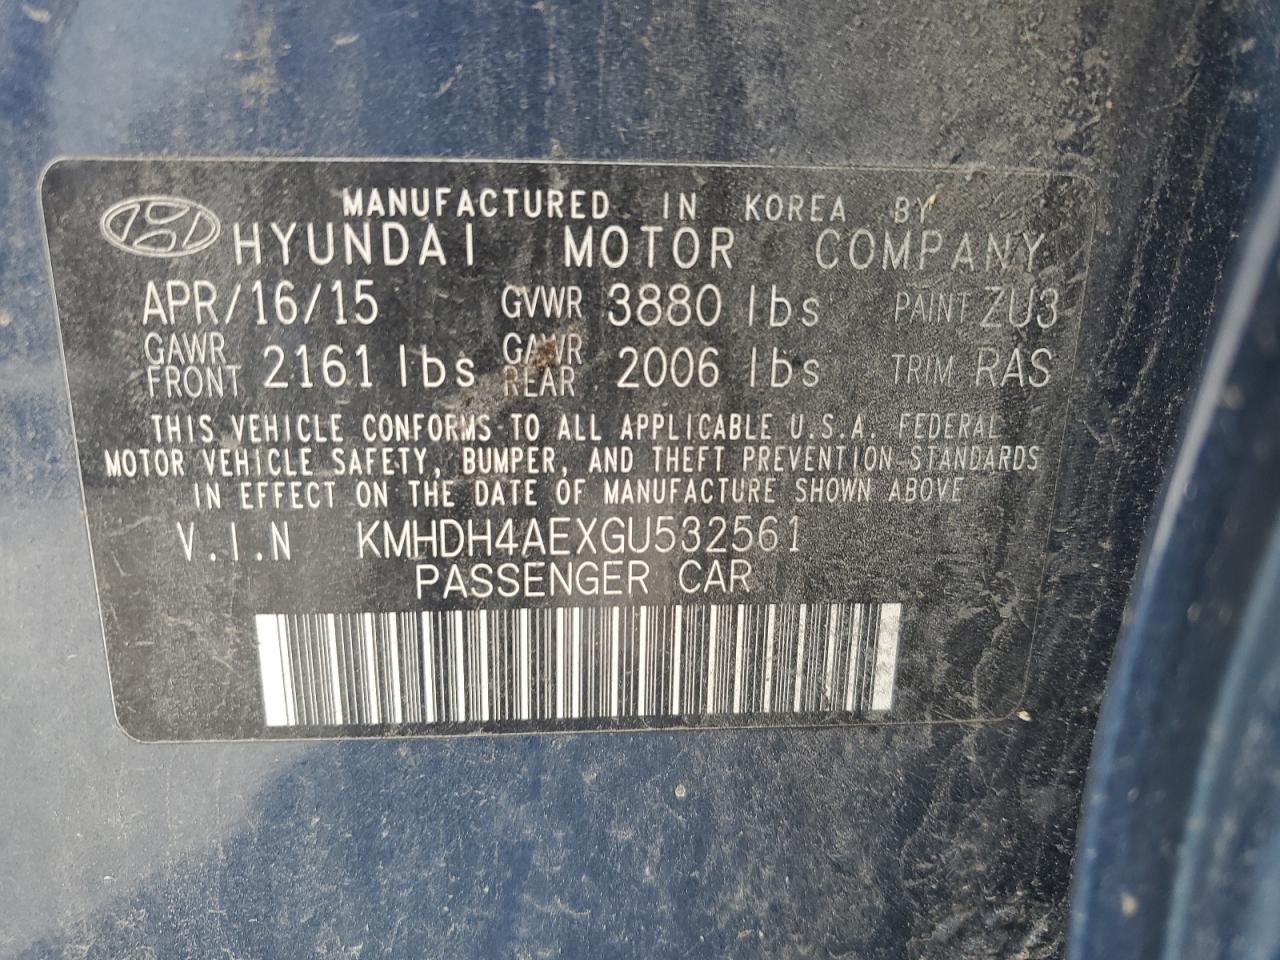 MANUFACTURED IN KOREA BY
HYUNDAI MOTOR COMPANY
APR/16/15 GVWR 3880 lbs PAINT ZU3
GAWR FRONT 2161 lbs GAWR REAR 2006 lbs TRIM RAS
THIS VEHICLE CONFORMS TO ALL APPLICABLE U.S.A. FEDERAL
MOTOR VEHICLE SAFETY, BUMPER, AND THEFT PREVENTION STANDARDS
IN EFFECT ON THE DATE OF MANUFACTURE SHOWN ABOVE
V.I.N KMHDH4AEXGU532561
PASSENGER CAR